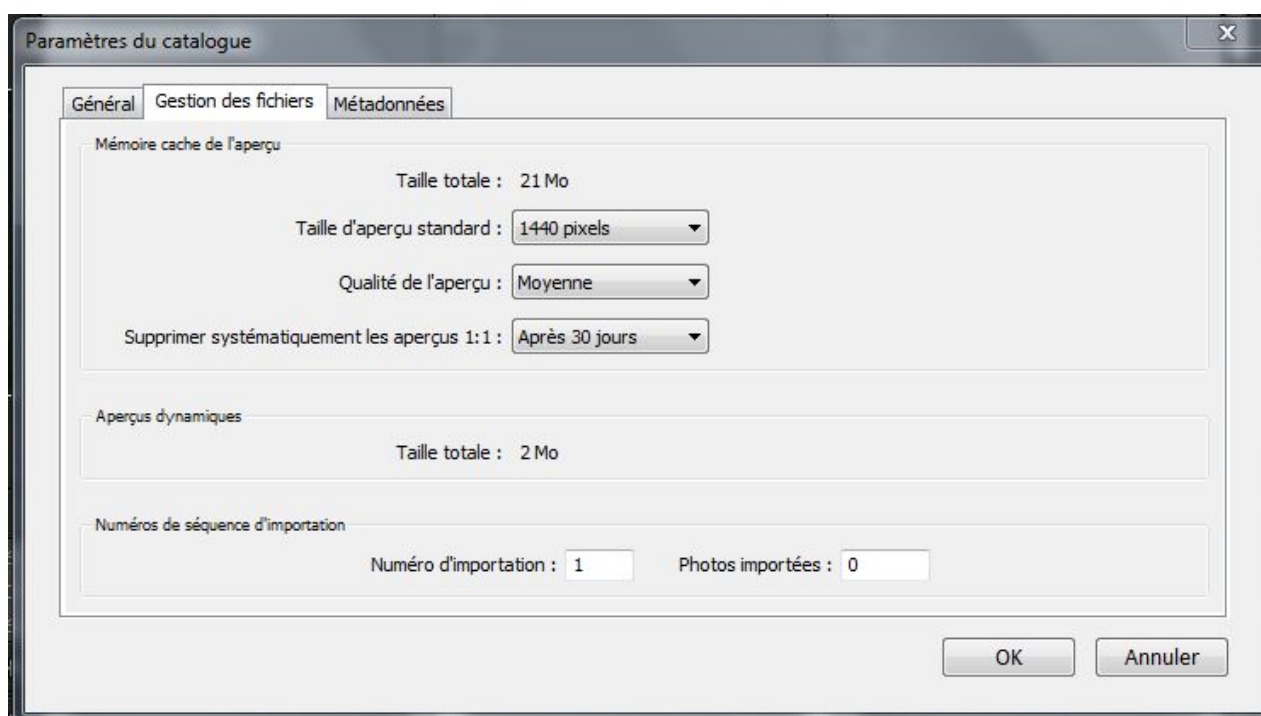 Paramètres du catalogue
Général Gestion des fichiers Métadonnées
Mémoire cache de l'aperçu
Taille totale : 21 Mo
Taille d'aperçu standard : 1440 pixels
Qualité de l'aperçu : Moyenne
Supprimer systématiquement les aperçus 1:1 : Après 30 jours
Aperçus dynamiques
Taille totale : 2 Mo
Numéros de séquence d'importation
Numéro d'importation : 1 Photos importées : 0
OK Annuler